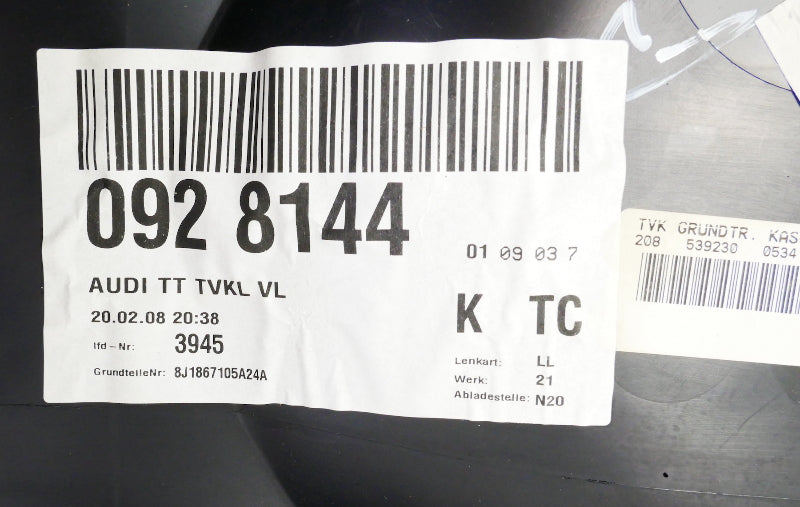 092 8144
01 09 03 7
AUDI TT TVKL VL
20.02.08 20:38
K TC
lfd-Nr: 3945
Lenkart: LL
GrundteileNr: 8J1867105A24A
Werk: 21
Abladestelle: N20
TVK GRUNDTR. KAS
208 539230 0534